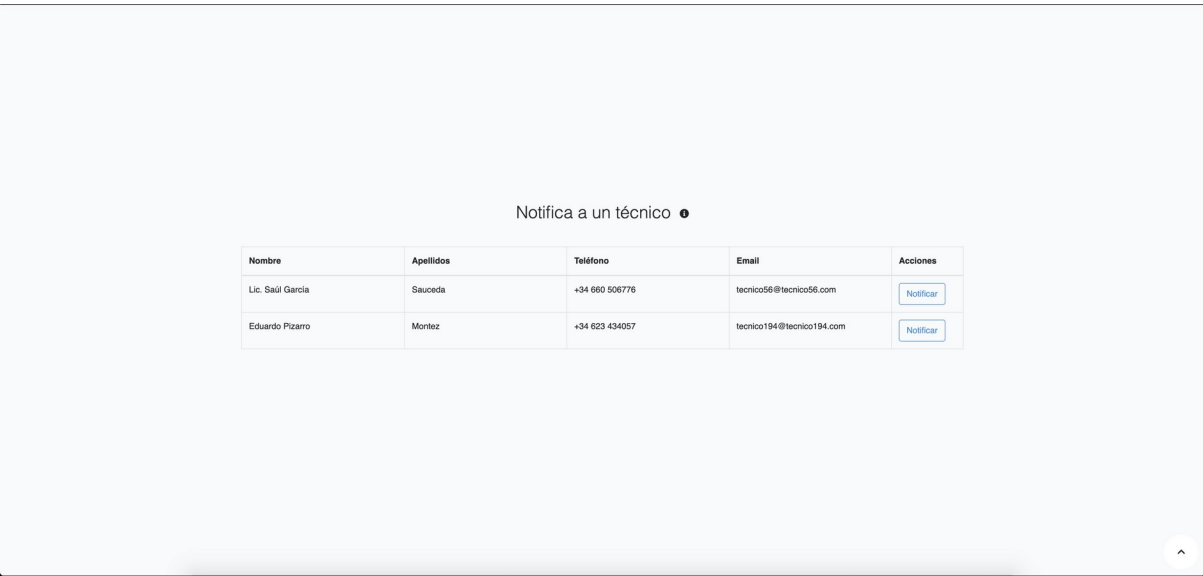 Notifica a un técnico
Nombre Apellidos Teléfono Email Acciones
Lic. Saúl García Sauceda +34 660 506776 tecnico56@tecnico56.com Notificar
Eduardo Pizarro Montez +34 623 434057 tecnico194@tecnico194.com Notificar